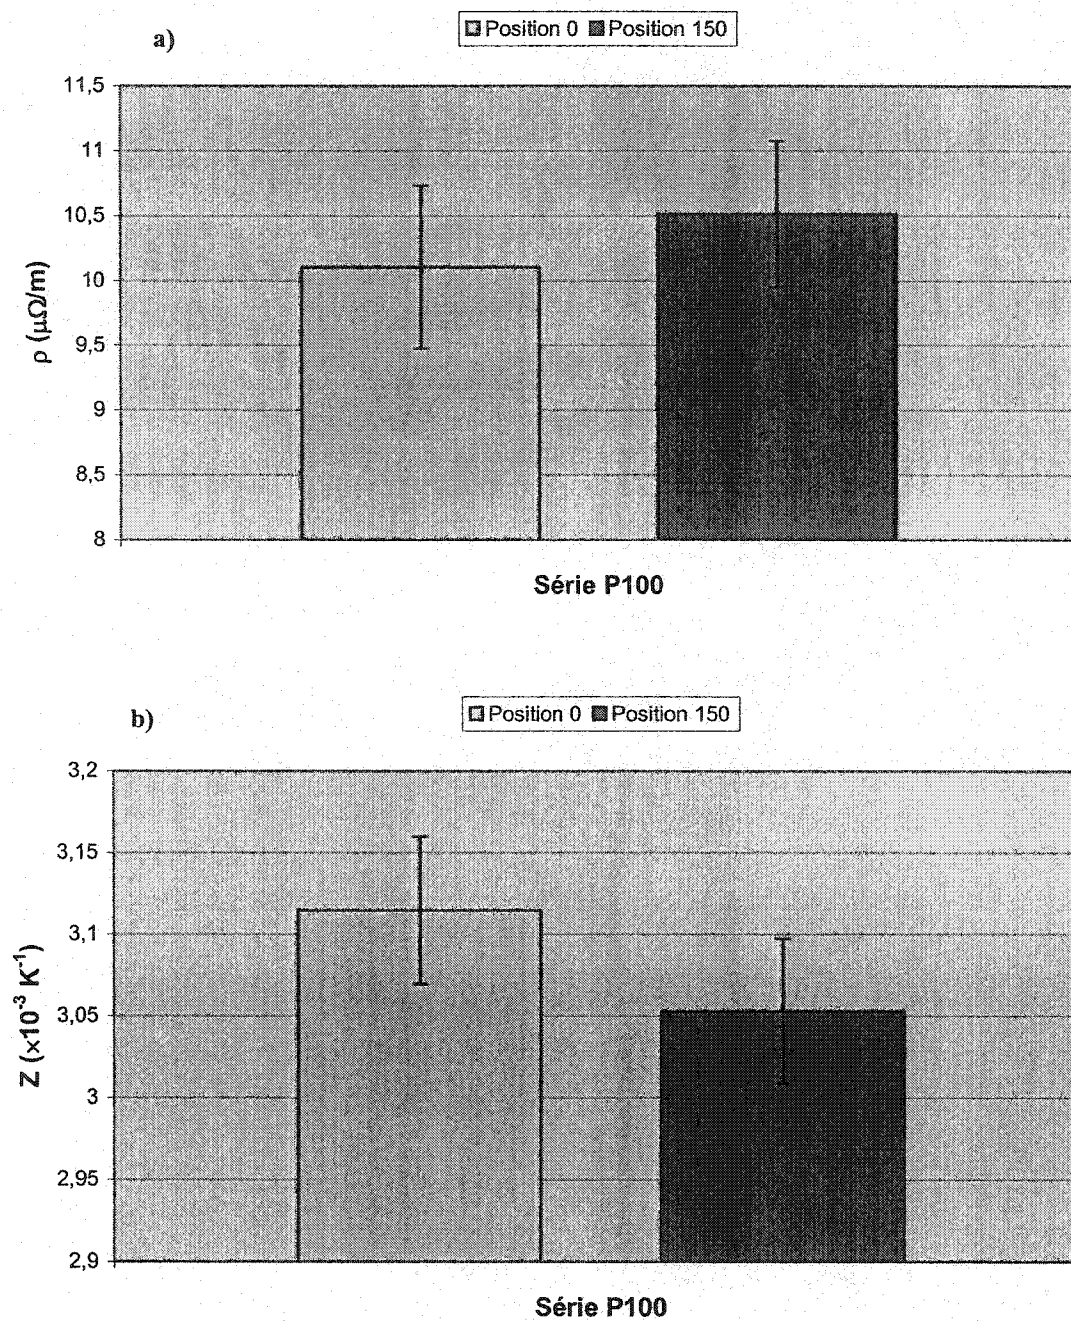 a)
Position 0 Position 150
11,5
11
10,5
10
9,5
9
8,5
8
ρ (μΩ/m)
Série P100
b)
Position 0 Position 150
3,2
3,15
3,1
3,05
3
2,95
2,9
Z (×10⁻³ K⁻¹)
Série P100